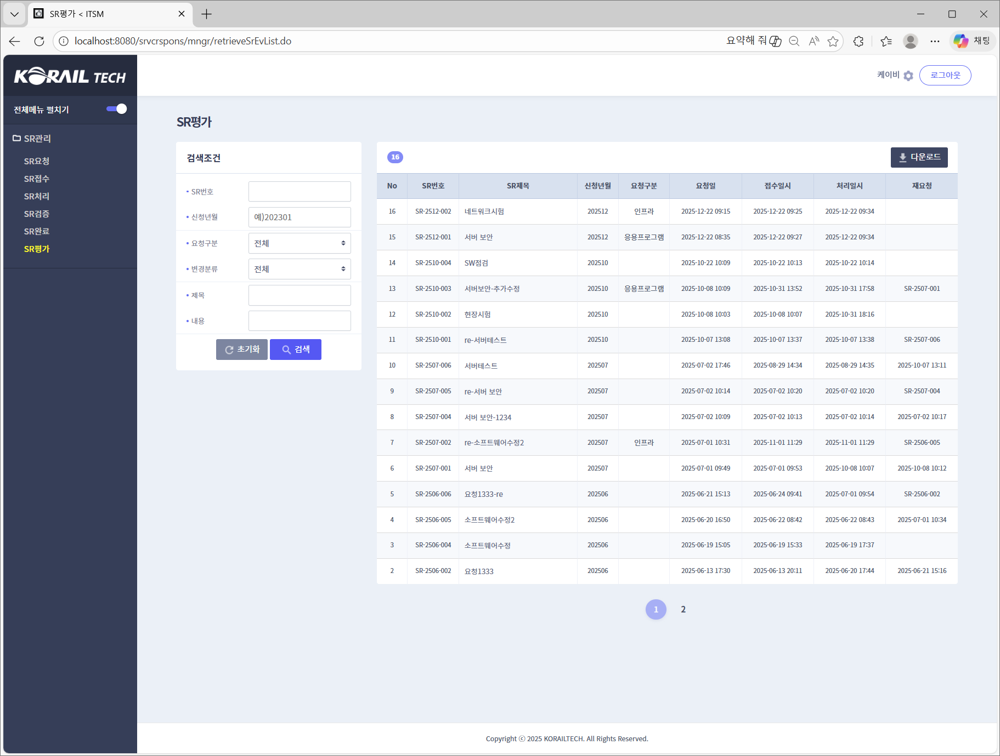 SR평가 < ITSM
localhost:8080/srvcrspons/mngr/retrieveSrEvList.do
요약해 줘
채팅
KORAIL TECH
케이비
로그아웃
전체메뉴 펼치기
SR관리
SR요청
SR접수
SR처리
SR검증
SR완료
SR평가
SR평가
검색조건
SR번호
신청년월 예)202301
요청구분 전체
변경분류 전체
제목
내용
초기화 검색
16
다운로드
No SR번호 SR제목 신청년월 요청구분 요청일 접수일시 처리일시 재요청
16 SR-2512-002 네트워크시험 202512 인프라 2025-12-22 09:15 2025-12-22 09:25 2025-12-22 09:34
15 SR-2512-001 서버 보안 202512 응용프로그램 2025-12-22 08:35 2025-12-22 09:27 2025-12-22 09:34
14 SR-2510-004 SW점검 202510 2025-10-22 10:09 2025-10-22 10:13 2025-10-22 10:14
13 SR-2510-003 서버보안-추가수정 202510 응용프로그램 2025-10-08 10:09 2025-10-31 13:52 2025-10-31 17:58 SR-2507-001
12 SR-2510-002 현장시험 202510 2025-10-08 10:03 2025-10-08 10:07 2025-10-31 18:16
11 SR-2510-001 re-서버테스트 202510 2025-10-07 13:08 2025-10-07 13:37 2025-10-07 13:38 SR-2507-006
10 SR-2507-006 서버테스트 202507 2025-07-02 17:46 2025-08-29 14:34 2025-08-29 14:35 2025-10-07 13:11
9 SR-2507-005 re-서버 보안 202507 2025-07-02 10:14 2025-07-02 10:20 2025-07-02 10:20 SR-2507-004
8 SR-2507-004 서버 보안-1234 202507 2025-07-02 10:09 2025-07-02 10:13 2025-07-02 10:14 2025-07-02 10:17
7 SR-2507-002 re-소프트웨어수정2 202507 인프라 2025-07-01 10:31 2025-11-01 11:29 2025-11-01 11:29 SR-2506-005
6 SR-2507-001 서버 보안 202507 2025-07-01 09:49 2025-07-01 09:53 2025-10-08 10:07 2025-10-08 10:12
5 SR-2506-006 요청1333-re 202506 2025-06-21 15:13 2025-06-24 09:41 2025-07-01 09:54 SR-2506-002
4 SR-2506-005 소프트웨어수정2 202506 2025-06-20 16:50 2025-06-22 08:42 2025-06-22 08:43 2025-07-01 10:34
3 SR-2506-004 소프트웨어수정 202506 2025-06-19 15:05 2025-06-19 15:33 2025-06-19 17:37
2 SR-2506-002 요청1333 202506 2025-06-13 17:30 2025-06-13 20:11 2025-06-20 17:44 2025-06-21 15:16
1 2
Copyright ⓒ 2025 KORAILTECH. All Rights Reserved.